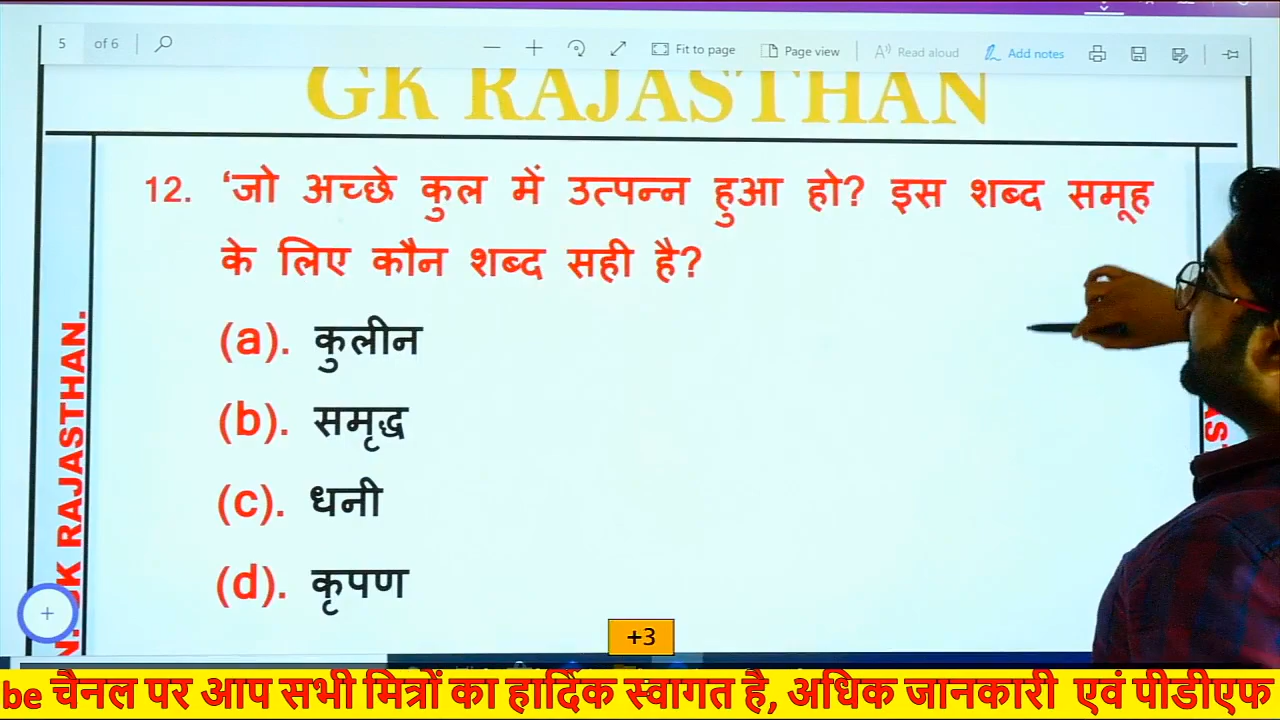 5 of 6 Fit to page Page view Read aloud Add notes
GK RAJASTHAN
12. ‘जो अच्छे कुल में उत्पन्न हुआ हो? इस शब्द समूह
के लिए कौन शब्द सही है?
(a). कुलीन
(b). समृद्ध
(c). धनी
(d). कृपण
GK RAJASTHAN.
+3
be चैनल पर आप सभी मित्रों का हार्दिक स्वागत है, अधिक जानकारी एवं पीडीएफ